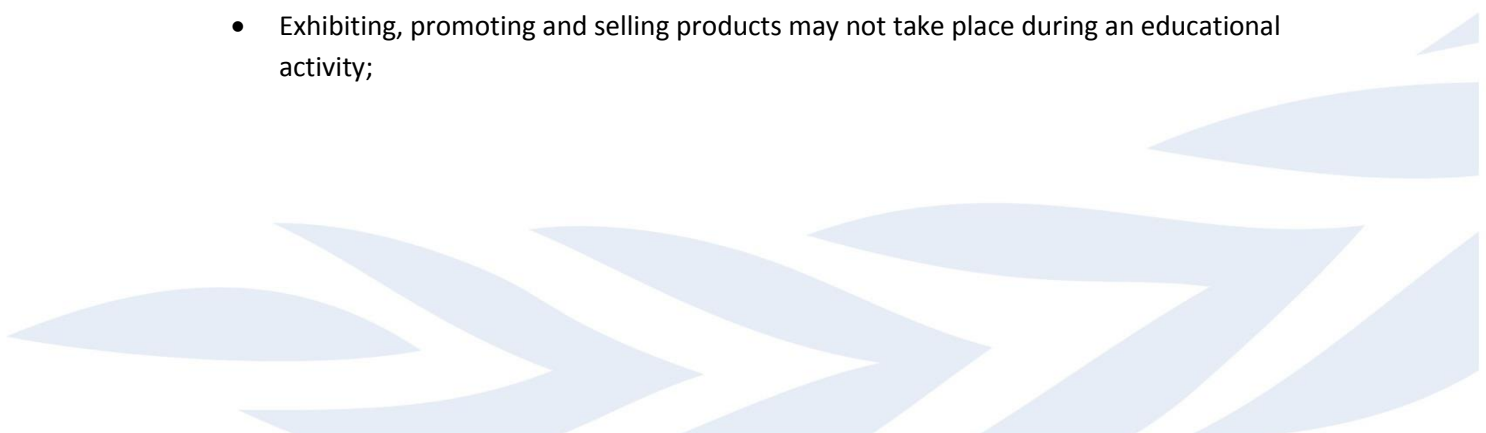 • Exhibiting, promoting and selling products may not take place during an educational
activity;